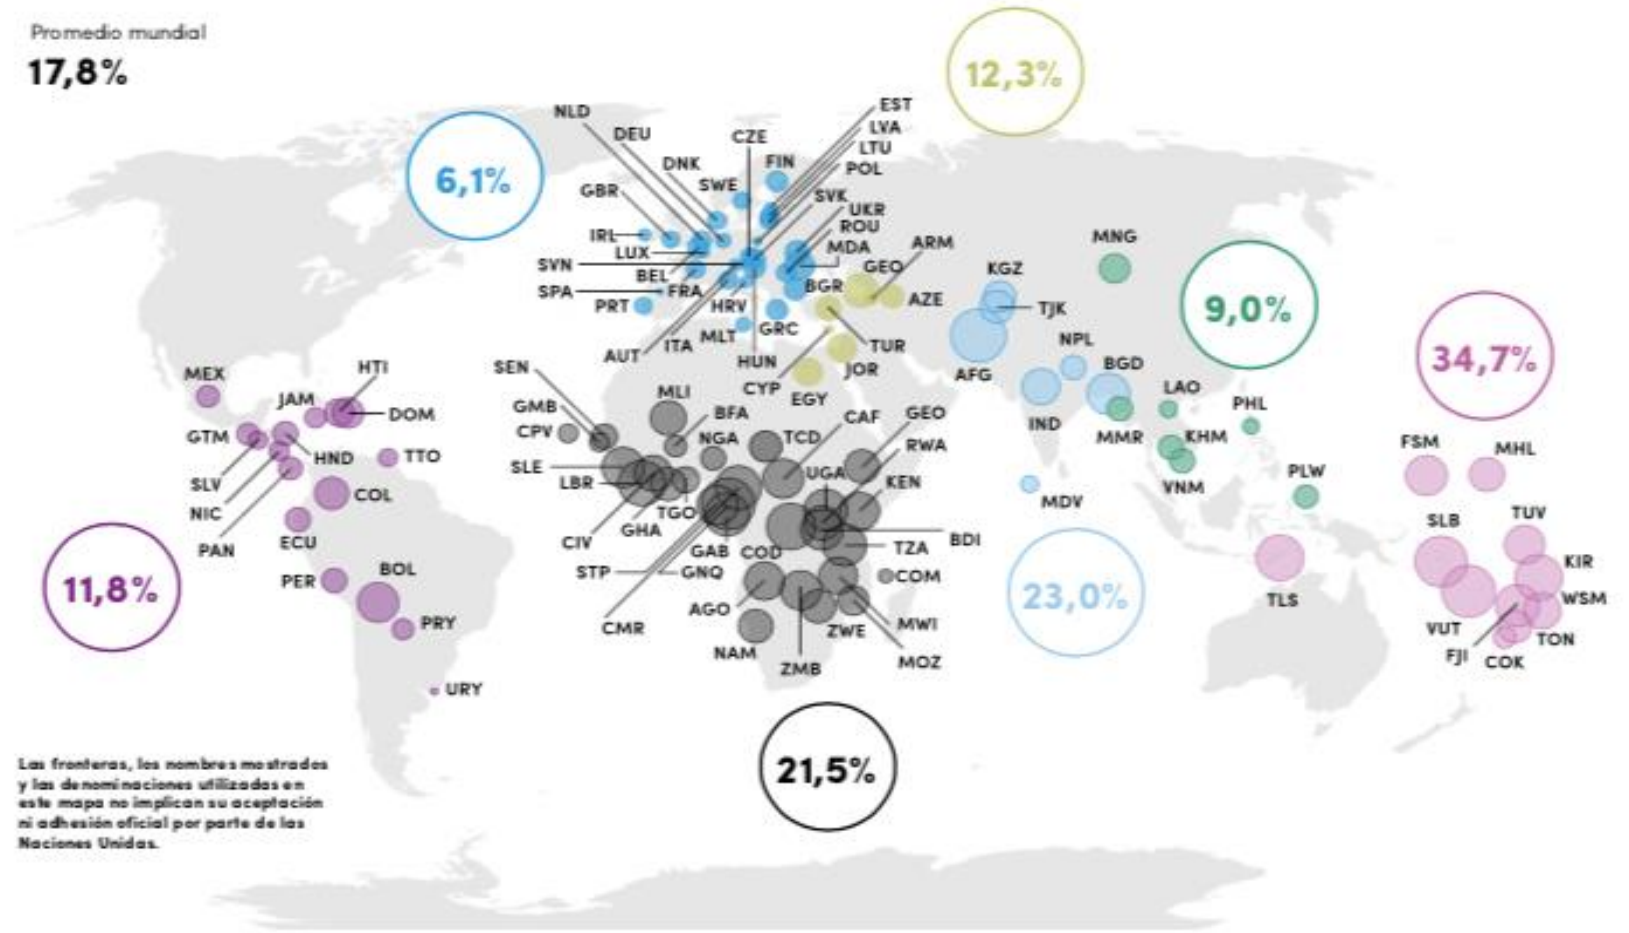 Promedio mundial
17,8%
12,3%
6,1%
NLD
DEU
CZE
EST
LVA
LTU
POL
DNK
FIN
GBR
SWE
SVK
UKR
ROU
IRL
LUX
MDA
ARM
MNG
SVN
BEL
GEO
KGZ
SPA
FRA
BGR
AZE
9,0%
PRT
HRV
TJK
MLT
GRC
AUT
ITA
TUR
NPL
34,7%
HUN
JOR
AFG
BGD
MEX
HTI
SEN
CYP
EGY
LAO
JAM
DOM
GMB
MLI
BFA
CAF
GEO
IND
PHL
GTM
CPV
NGA
TCD
RWA
MMR
KHM
FSM
MHL
HND
TTO
SLE
UGA
KEN
SLV
LBR
VNM
PLW
NIC
COL
TGO
MDV
SLB
TUV
PAN
ECU
CIV
GHA
GAB
COD
TZA
BDI
11,8%
PER
BOL
STP
GNQ
COM
23,0%
TLS
KIR
WSM
PRY
AGO
CMR
ZWE
MWI
VUT
TON
NAM
ZMB
MOZ
FJI
COK
URY
21,5%
Las fronteras, los nombres mostrados
y las denominaciones utilizadas en
este mapa no implican su aceptación
ni adhesión oficial por parte de las
Naciones Unidas.